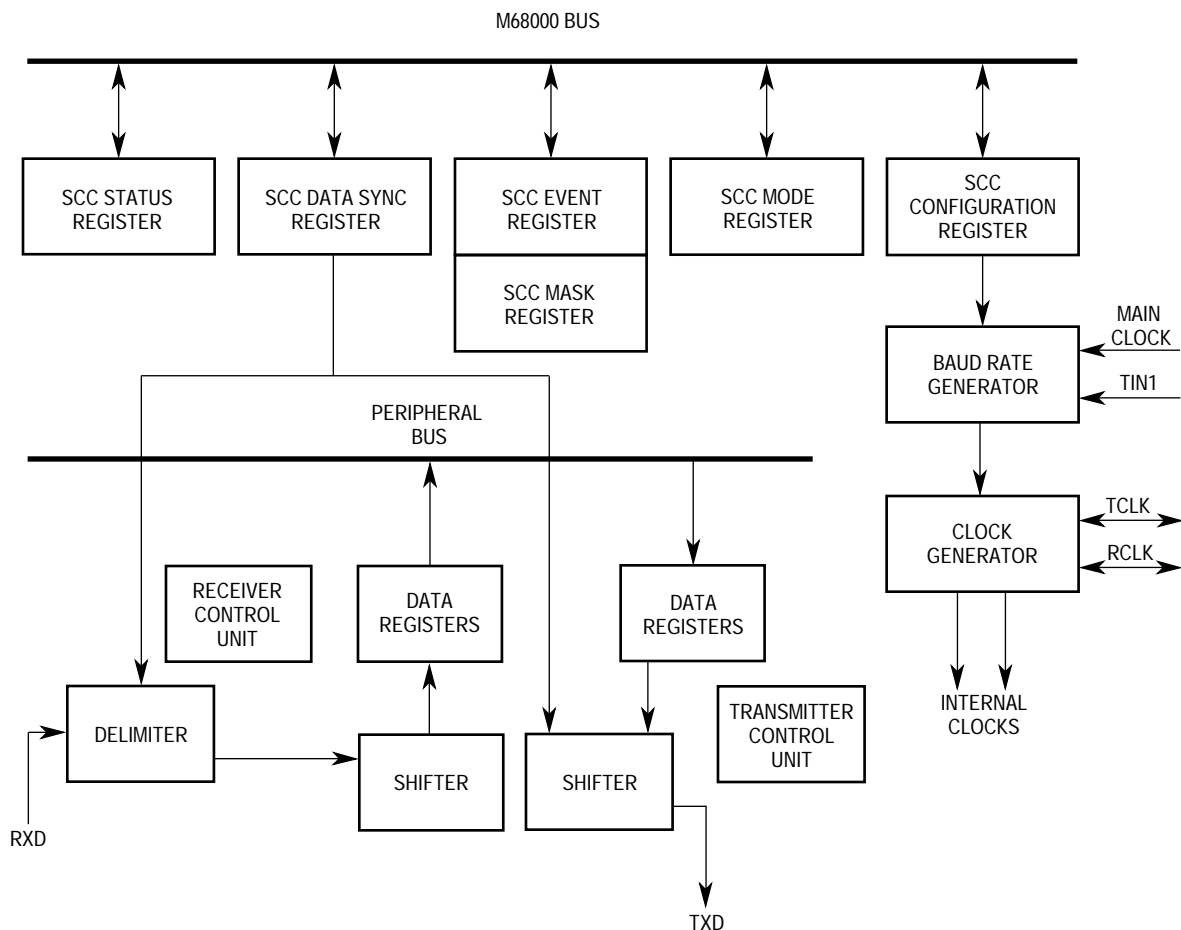 M68000 BUS
SCC STATUS
REGISTER
SCC DATA SYNC
REGISTER
SCC EVENT
REGISTER
SCC MODE
REGISTER
SCC
CONFIGURATION
REGISTER
SCC MASK
REGISTER
MAIN
CLOCK
BAUD RATE
GENERATOR
TIN1
PERIPHERAL
BUS
CLOCK
GENERATOR
TCLK
RCLK
RECEIVER
CONTROL
UNIT
DATA
REGISTERS
DATA
REGISTERS
INTERNAL
CLOCKS
DELIMITER
TRANSMITTER
CONTROL
UNIT
SHIFTER
SHIFTER
RXD
TXD